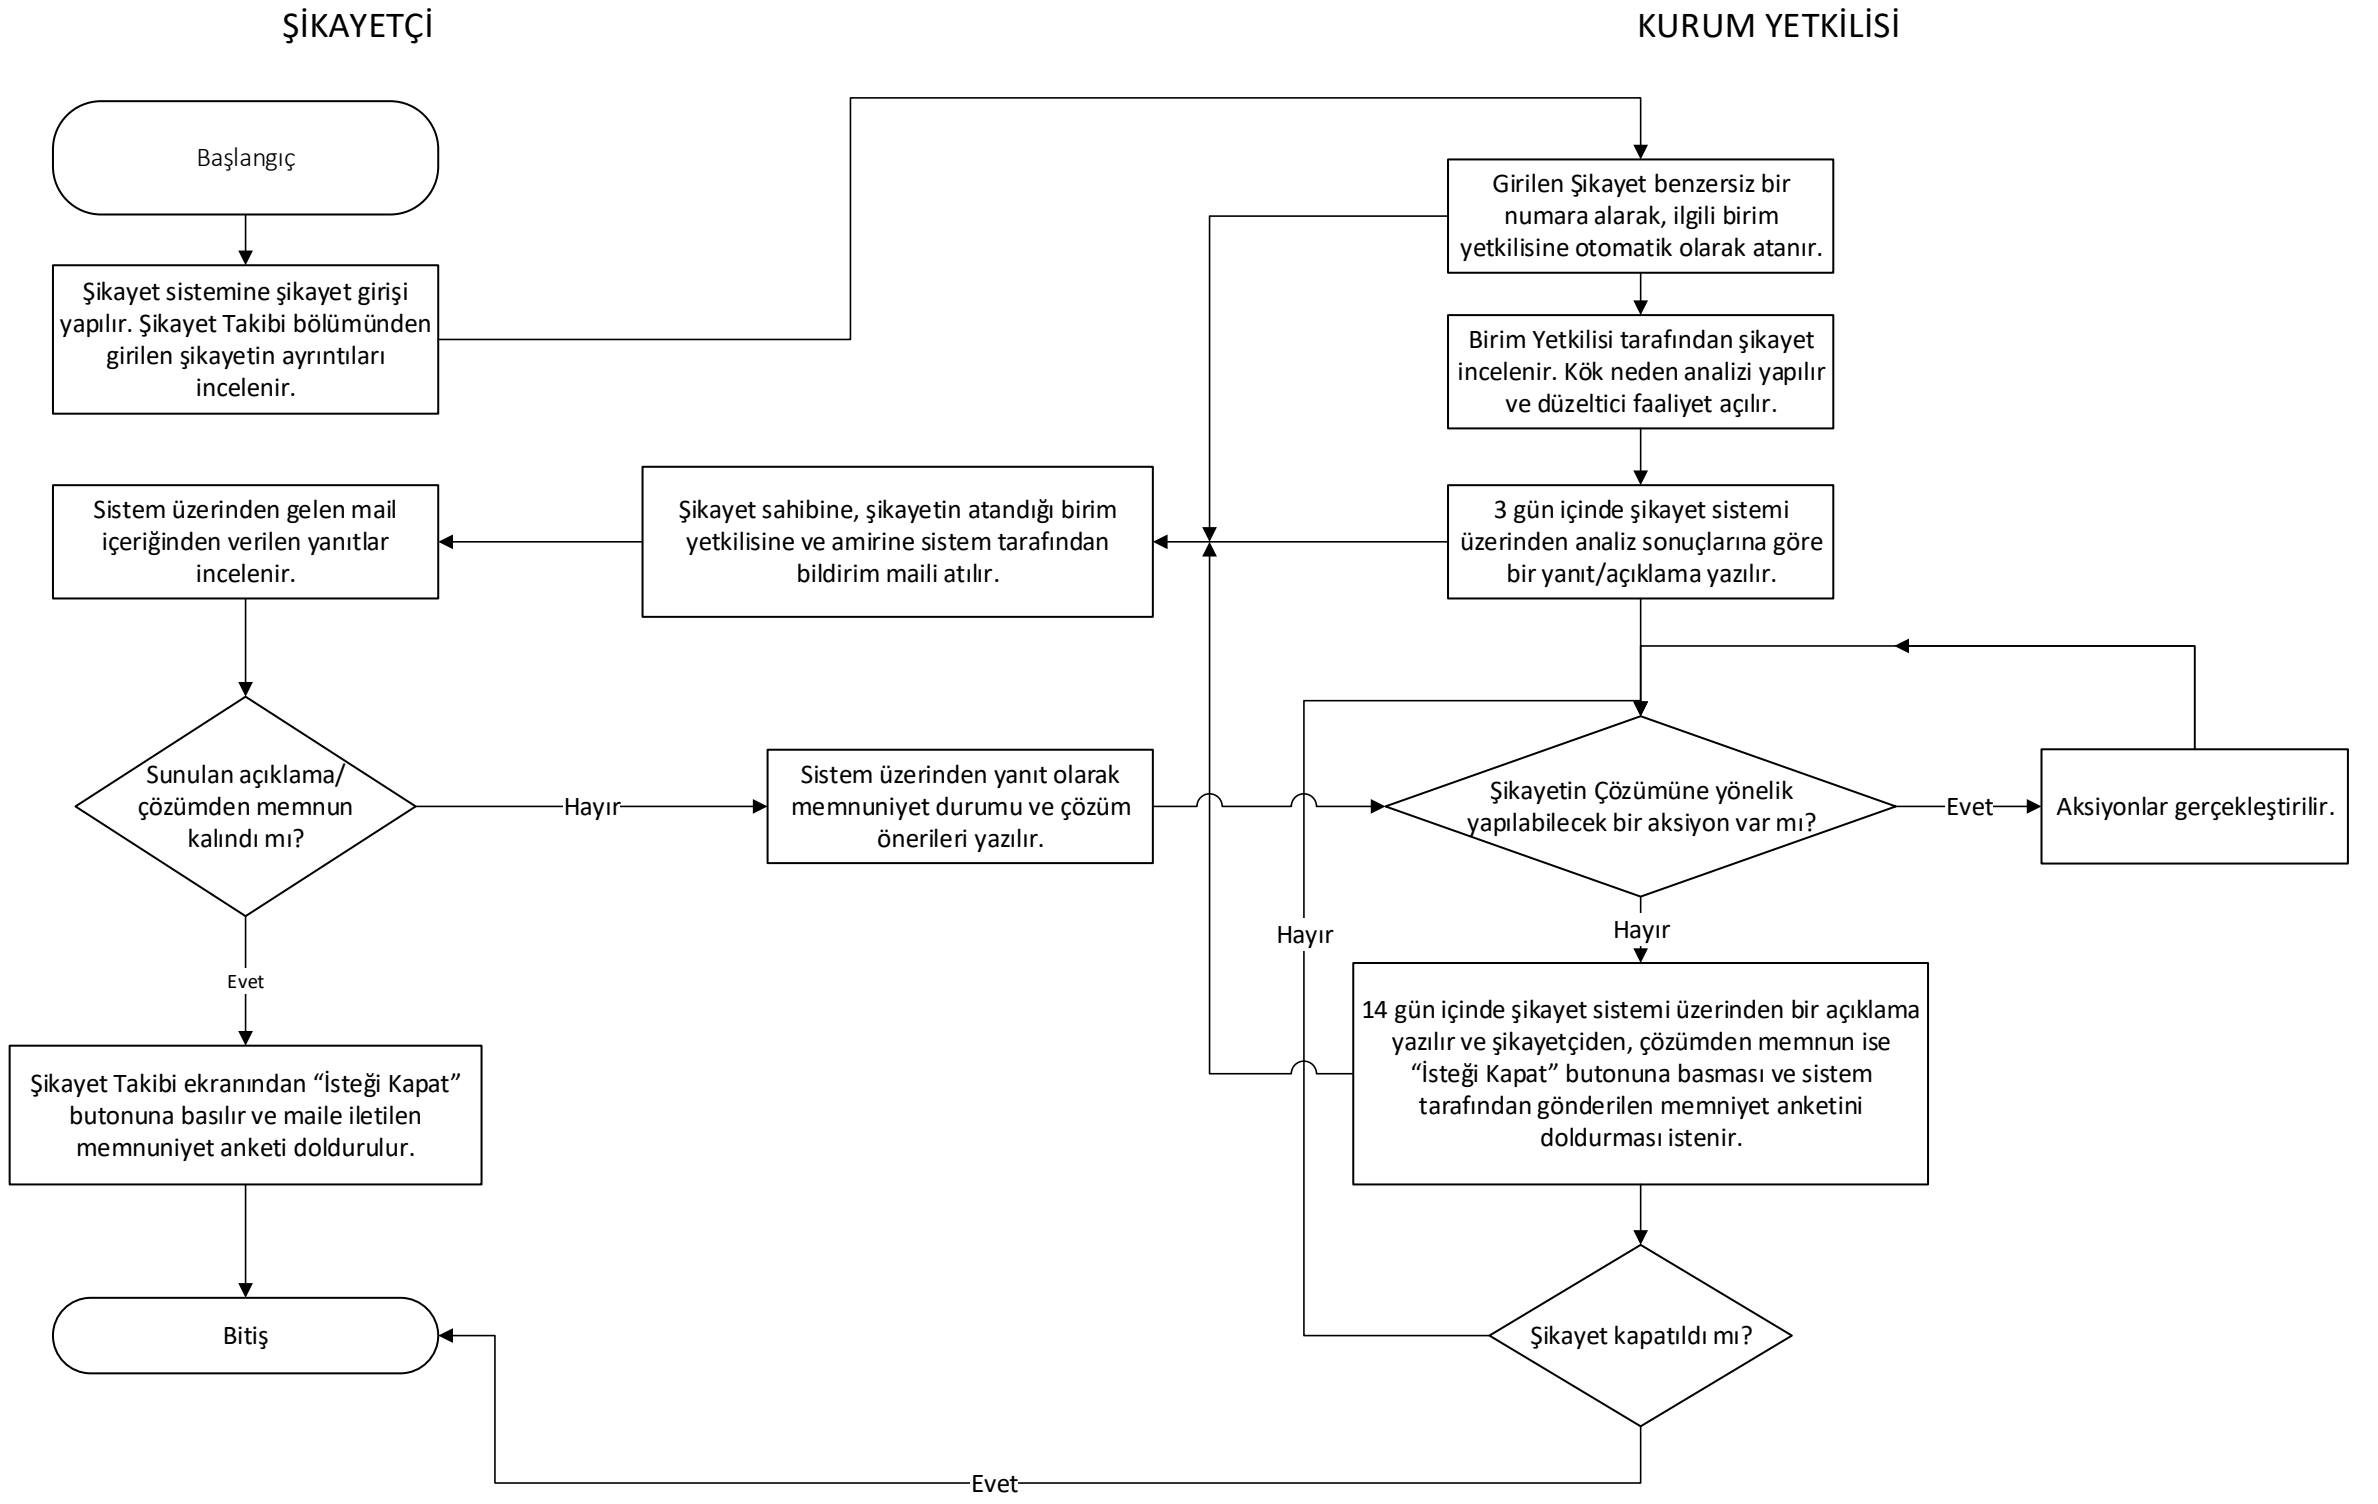 ŞİKAYETÇİ
KURUM YETKİLİSİ
Başlangıç
Girilen Şikayet benzersiz bir
numara alarak, ilgili birim
yetkilisine otomatik olarak atanır.
Şikayet sistemine şikayet girişi
yapılır. Şikayet Takibi bölümünden
girilen şikayetin ayrıntıları
incelenir.
Birim Yetkilisi tarafından şikayet
incelenir. Kök neden analizi yapılır
ve düzeltici faaliyet açılır.
Sistem üzerinden gelen mail
içeriğinden verilen yanıtlar
incelenir.
Şikayet sahibine, şikayetin atandığı birim
yetkilisine ve amirine sistem tarafından
bildirim maili atılır.
3 gün içinde şikayet sistemi
üzerinden analiz sonuçlarına göre
bir yanıt/açıklama yazılır.
Sunulan açıklama/
çözümden memnun
kalındı mı?
Hayır
Sistem üzerinden yanıt olarak
memnuniyet durumu ve çözüm
önerileri yazılır.
Şikayetin Çözümüne yönelik
yapılabilecek bir aksiyon var mı?
Evet
Aksiyonlar gerçekleştirilir.
Hayır
Hayır
Evet
14 gün içinde şikayet sistemi üzerinden bir açıklama
yazılır ve şikayetçiden, çözümden memnun ise
“İsteği Kapat” butonuna basması ve sistem
tarafından gönderilen memniyet anketini
doldurması istenir.
Şikayet Takibi ekranından “İsteği Kapat”
butonuna basılır ve maile iletilen
memnuniyet anketi doldurulur.
Bitiş
Şikayet kapatıldı mı?
Evet